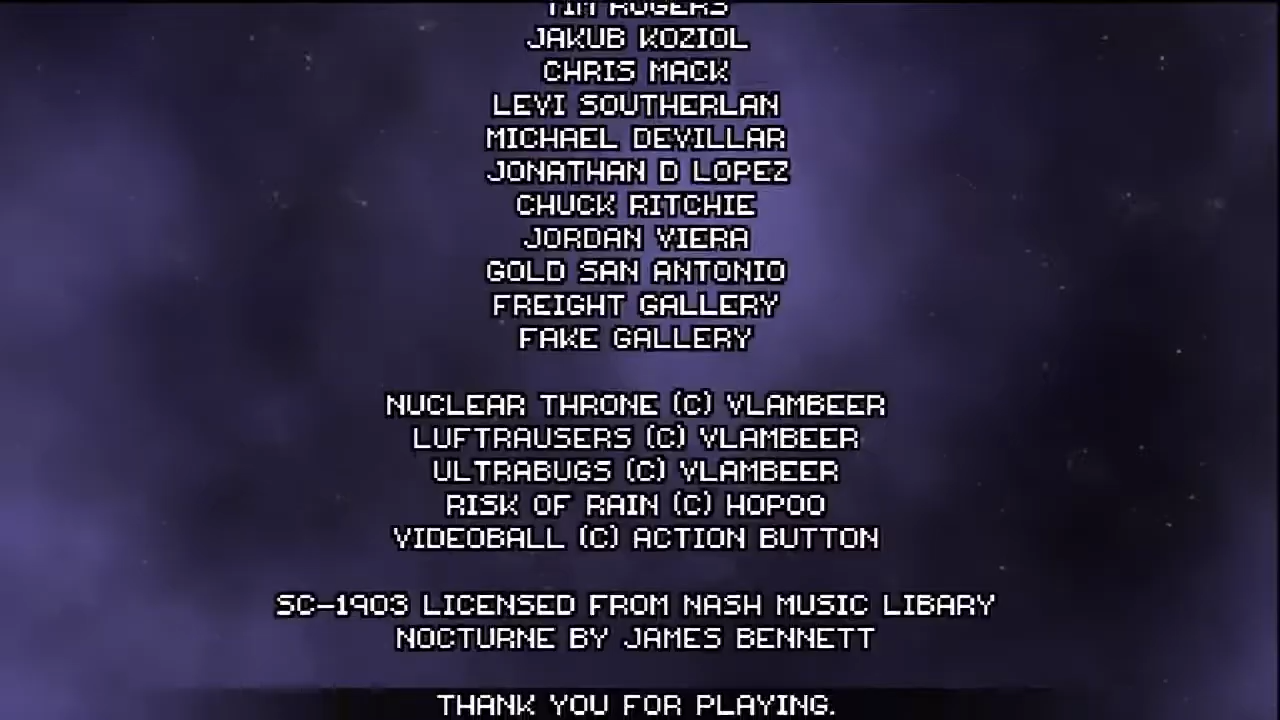 TIM ROGERS
JAKUB KOZIOL
CHRIS MACK
LEVI SOUTHERLAN
MICHAEL DEVILLAR
JONATHAN D LOPEZ
CHUCK RITCHIE
JORDAN VIERA
GOLD SAN ANTONIO
FREIGHT GALLERY
FAKE GALLERY
NUCLEAR THRONE (C) VLAMBEER
LUFTRAUSERS (C) VLAMBEER
ULTRABUGS (C) VLAMBEER
RISK OF RAIN (C) HOPOO
VIDEOBALL (C) ACTION BUTTON
SC-1903 LICENSED FROM NASH MUSIC LIBARY
NOCTURNE BY JAMES BENNETT
THANK YOU FOR PLAYING.